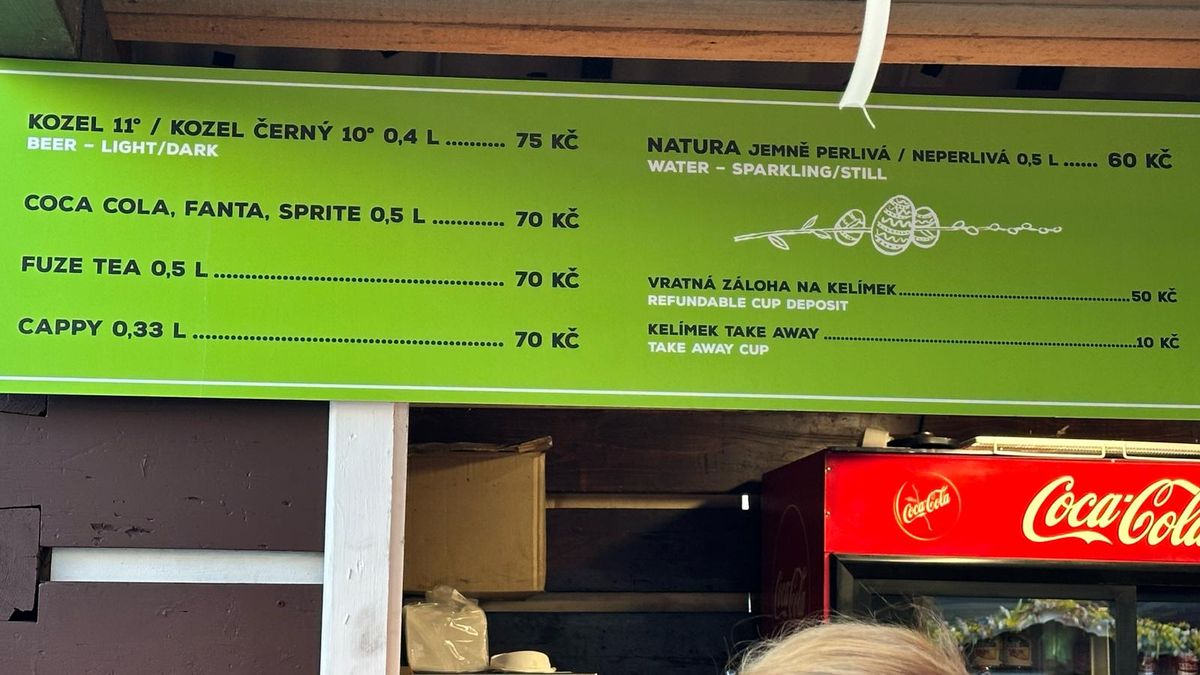 KOZEL 11° / KOZEL ČERNÝ 10° 0,4 L .......... 75 KČ
BEER – LIGHT/DARK
COCA COLA, FANTA, SPRITE 0,5 L ............ 70 KČ
FUZE TEA 0,5 L ................................................ 70 KČ
CAPPY 0,33 L .................................................... 70 KČ
NATURA JEMNĚ PERLIVÁ / NEPERLIVÁ 0,5 L ...... 60 KČ
WATER – SPARKLING/STILL
VRATNÁ ZÁLOHA NA KELÍMEK ................................................ 50 KČ
REFUNDABLE CUP DEPOSIT
KELÍMEK TAKE AWAY ................................................................ 10 KČ
TAKE AWAY CUP
Coca-Cola
Coca-Cola